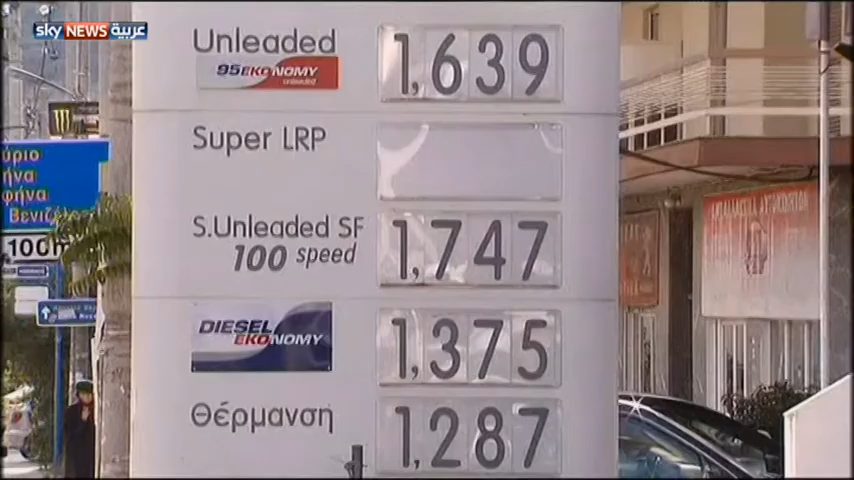 sky NEWS عربية
Unleaded 1,639
95EKONOMY
unleaded
Super LRP
S.Unleaded SF 1,747
100 speed
DIESEL 1,375
EKONOMY
Θέρμανση 1,287
100m